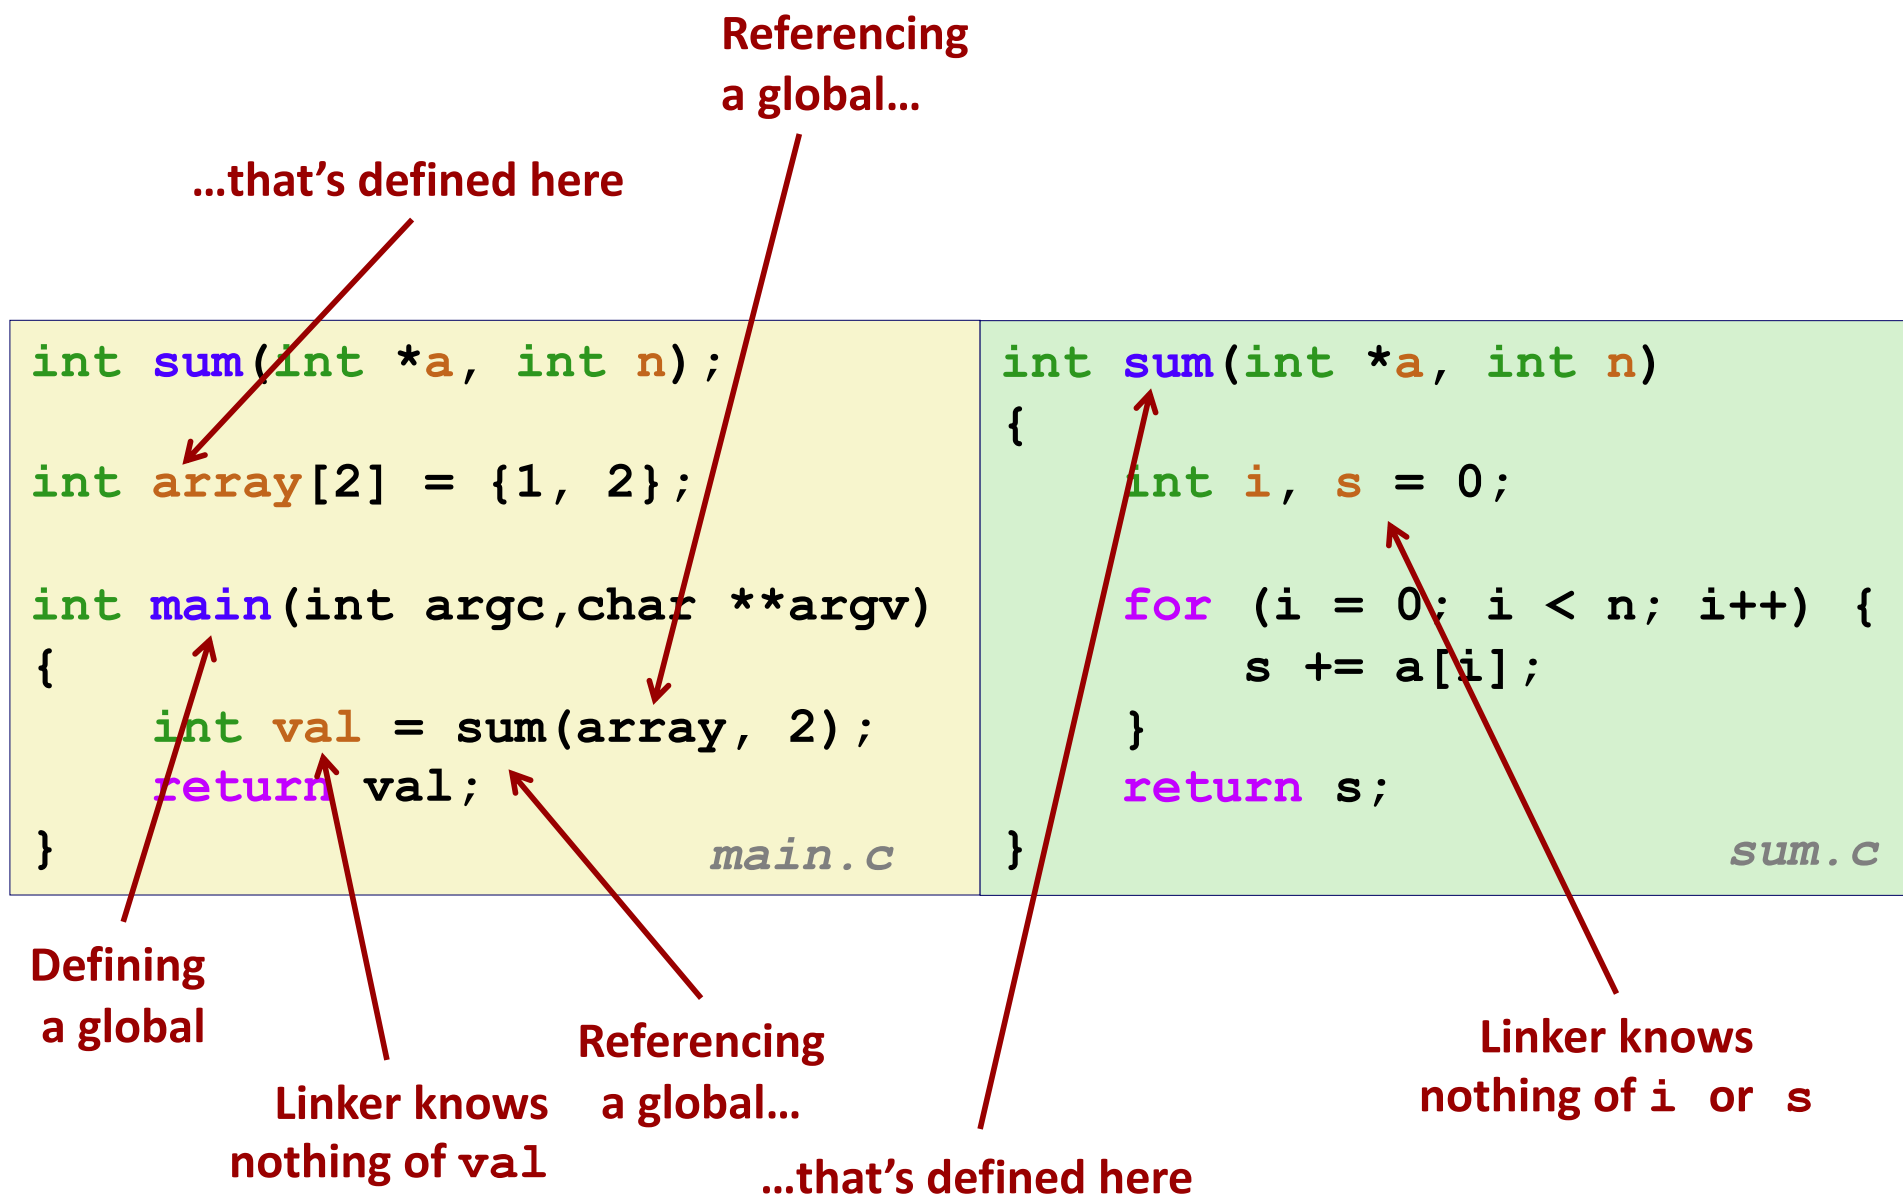 Referencing
a global…
…that’s defined here
int sum(int *a, int n);
int array[2] = {1, 2};
int main(int argc,char **argv)
{
    int val = sum(array, 2);
    return val;
}
main.c
int sum(int *a, int n)
{
    int i, s = 0;
    for (i = 0; i < n; i++) {
        s += a[i];
    }
    return s;
}
sum.c
Defining
a global
Linker knows
nothing of val
Referencing
a global…
…that’s defined here
Linker knows
nothing of i or s